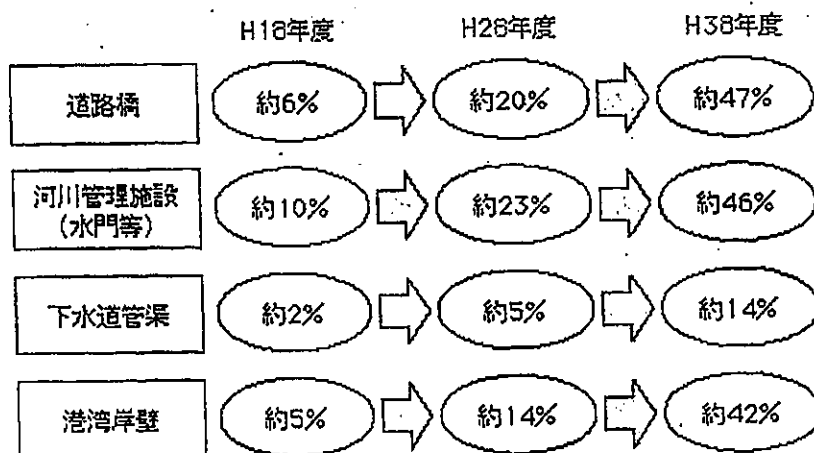 H18年度 H28年度 H38年度
道路橋 約6% 約20% 約47%
河川管理施設
(水門等) 約10% 約23% 約46%
下水道管渠 約2% 約5% 約14%
港湾岸壁 約5% 約14% 約42%